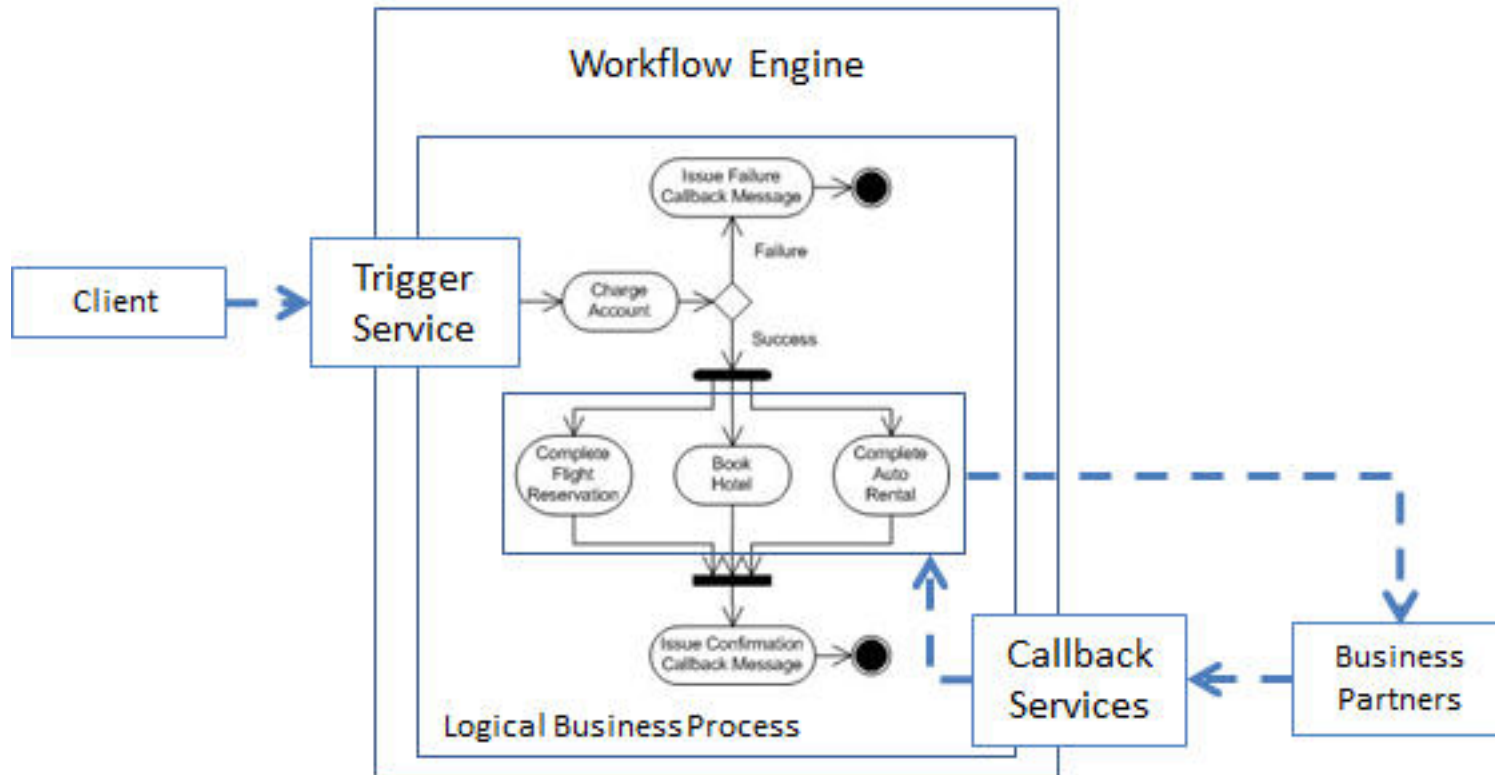 Workflow Engine
Issue Failure
Callback Message
Failure
Client
Trigger
Service
Charge
Account
Success
Complete
Flight
Reservation
Book
Hotel
Complete
Auto
Rental
Issue Confirmation
Callback Message
Callback
Services
Business
Partners
Logical Business Process